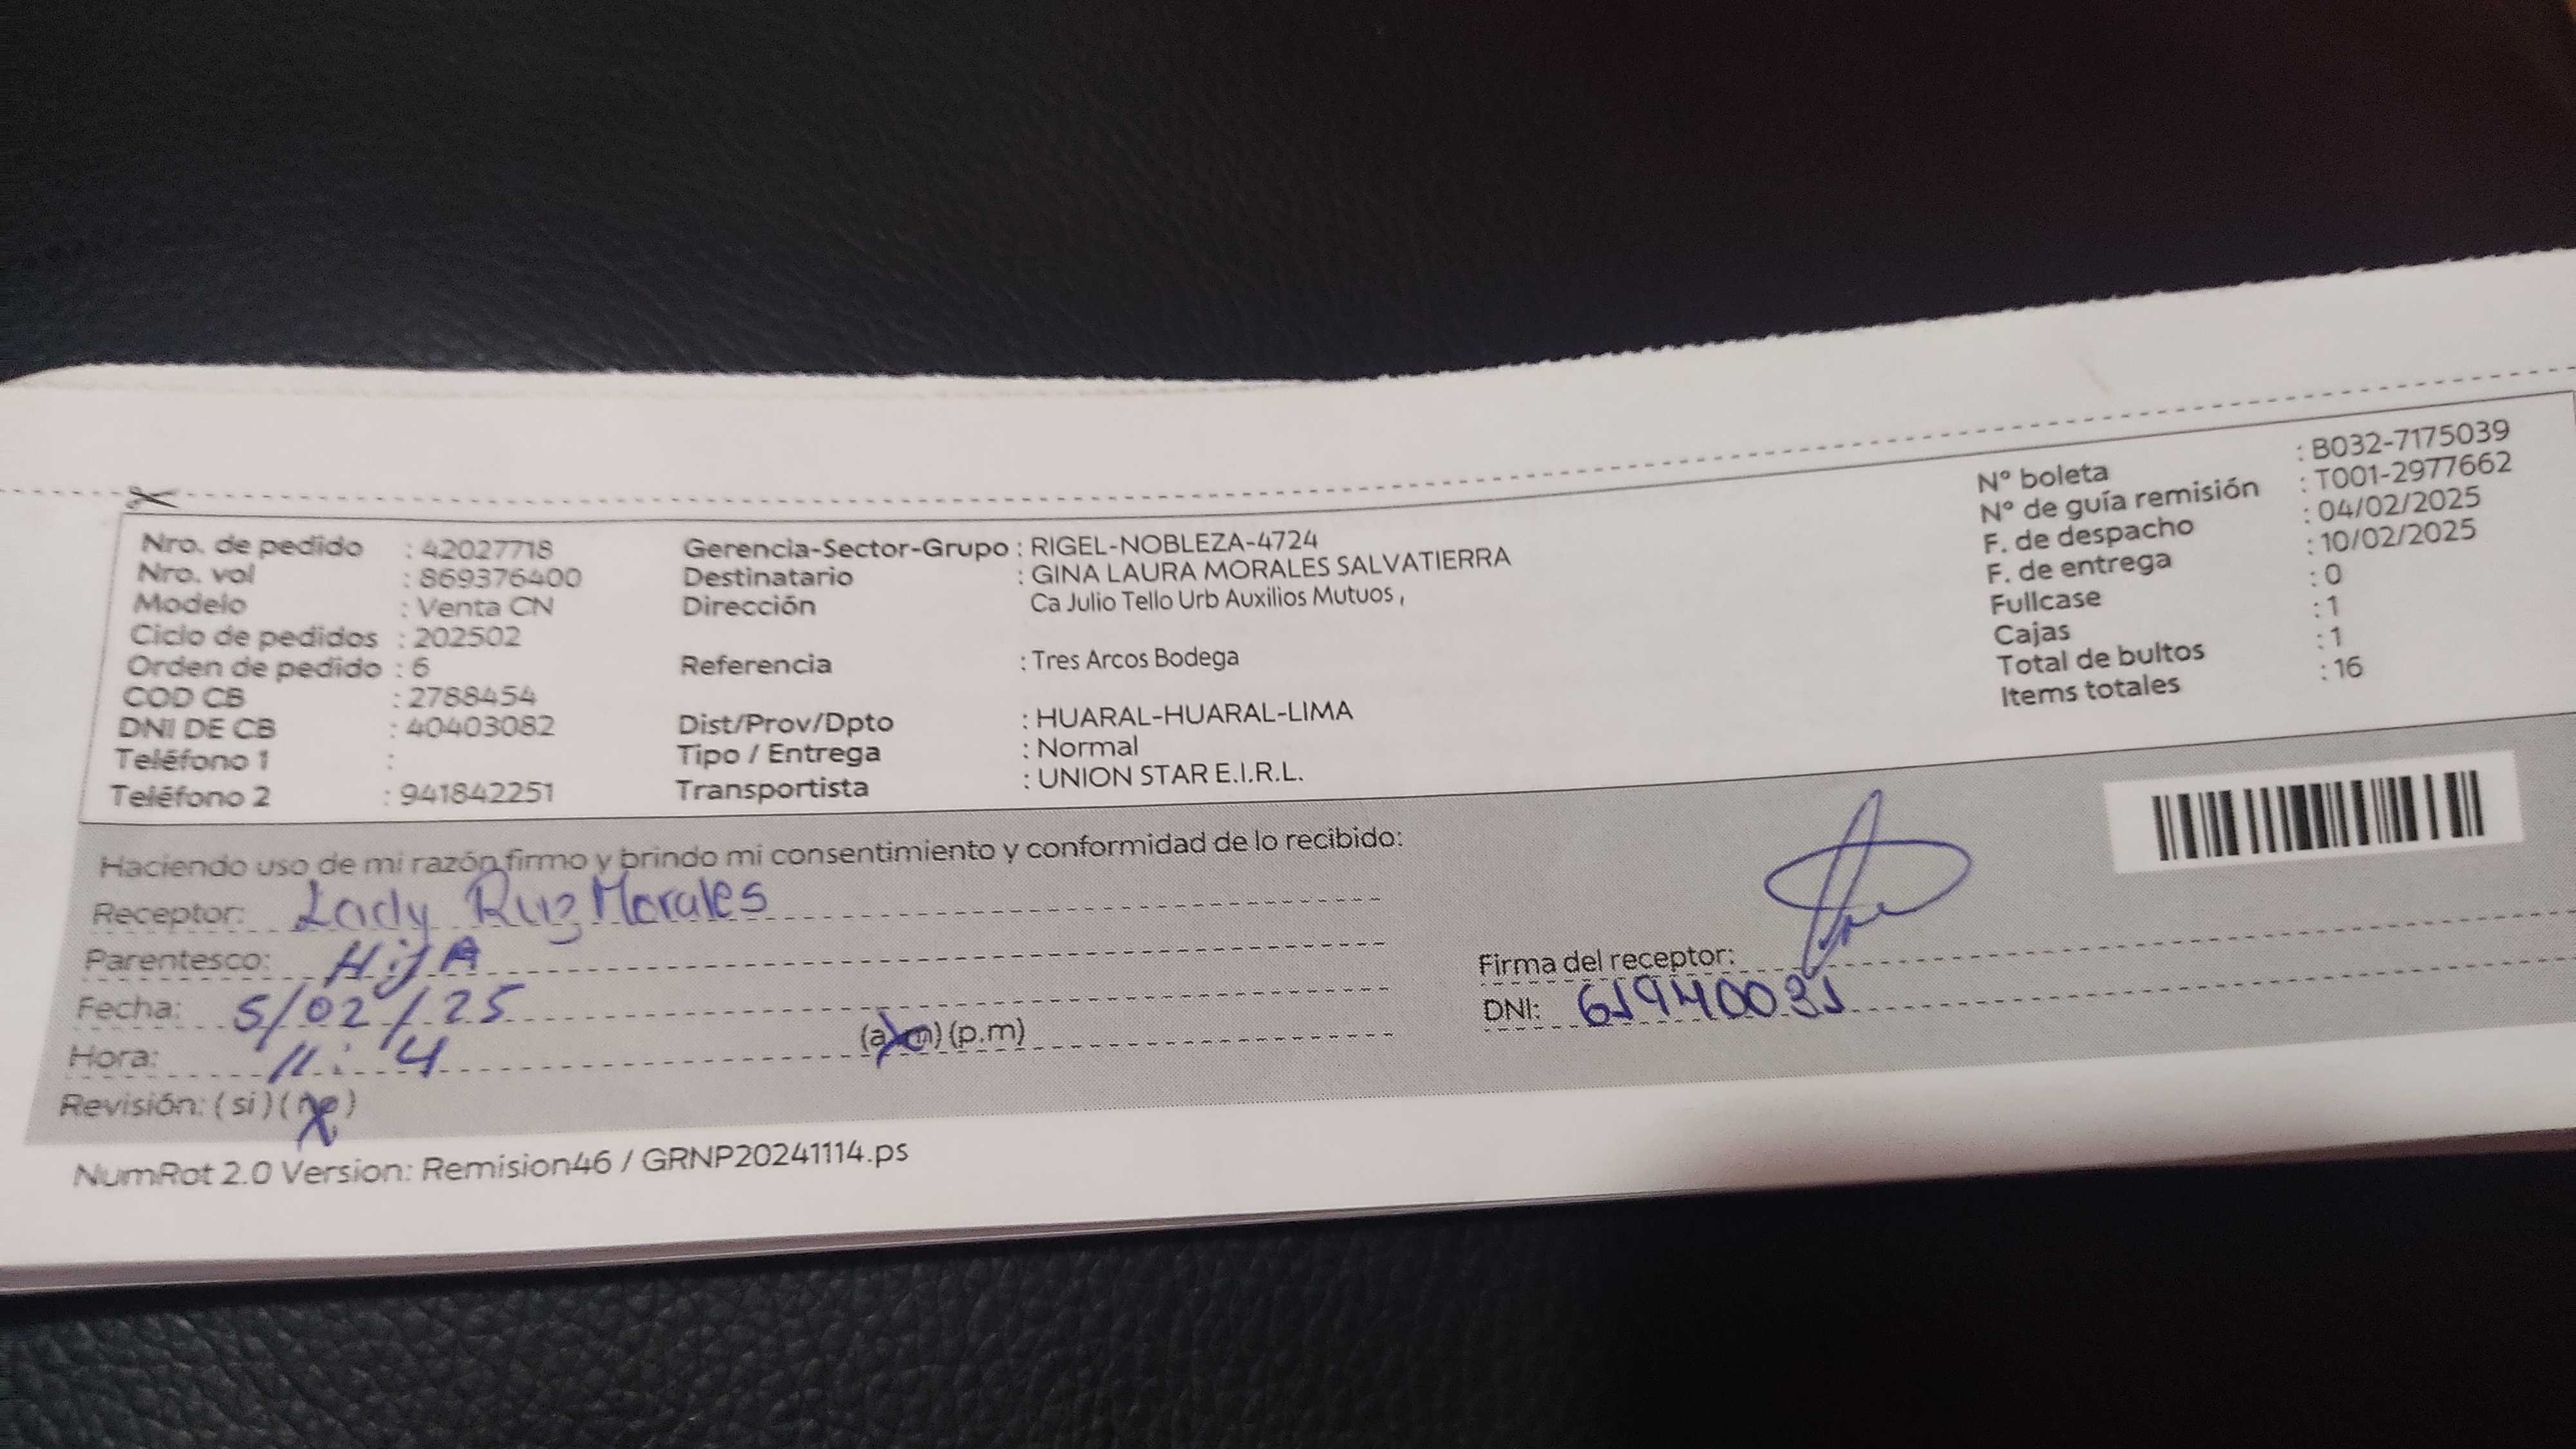 Nro. de pedido : 42027718
Nro. vol : 869376400
Modelo : Venta CN
Ciclo de pedidos : 202502
Orden de pedido : 6
COD CB : 2788454
DNI DE CB : 40403082
Teléfono 1 :
Teléfono 2 : 941842251
Gerencia-Sector-Grupo : RIGEL-NOBLEZA-4724
Destinatario : GINA LAURA MORALES SALVATIERRA
Dirección Ca Julio Tello Urb Auxilios Mutuos ,
Referencia : Tres Arcos Bodega
Dist/Prov/Dpto : HUARAL-HUARAL-LIMA
Tipo / Entrega : Normal
Transportista : UNION STAR E.I.R.L.
N° boleta : B032-7175039
N° de guía remisión : T001-2977662
F. de despacho : 04/02/2025
F. de entrega : 10/02/2025
Fullcase : 0
Cajas : 1
Total de bultos : 1
Items totales : 16
Haciendo uso de mi razón firmo y brindo mi consentimiento y conformidad de lo recibido:
Receptor: Lady Ruiz Morales
Parentesco: HijA
Fecha: 5/02/25
Hora: 11:4 (a.m) (p.m)
Revisión: (si) (no)
Firma del receptor:
DNI: 61940031
NumRot 2.0 Version: Remision46 / GRNP20241114.ps